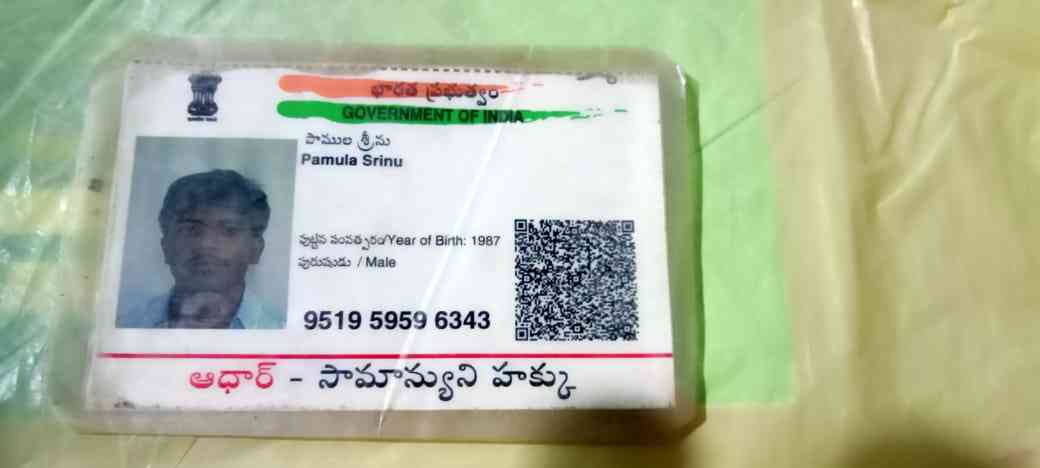 భారత ప్రభుత్వం
GOVERNMENT OF INDIA
పాముల శ్రీను
Pamula Srinu
పుట్టిన సంవత్సరం/Year of Birth: 1987
పురుషుడు / Male
9519 5959 6343
ఆధార్ - సామాన్యుని హక్కు